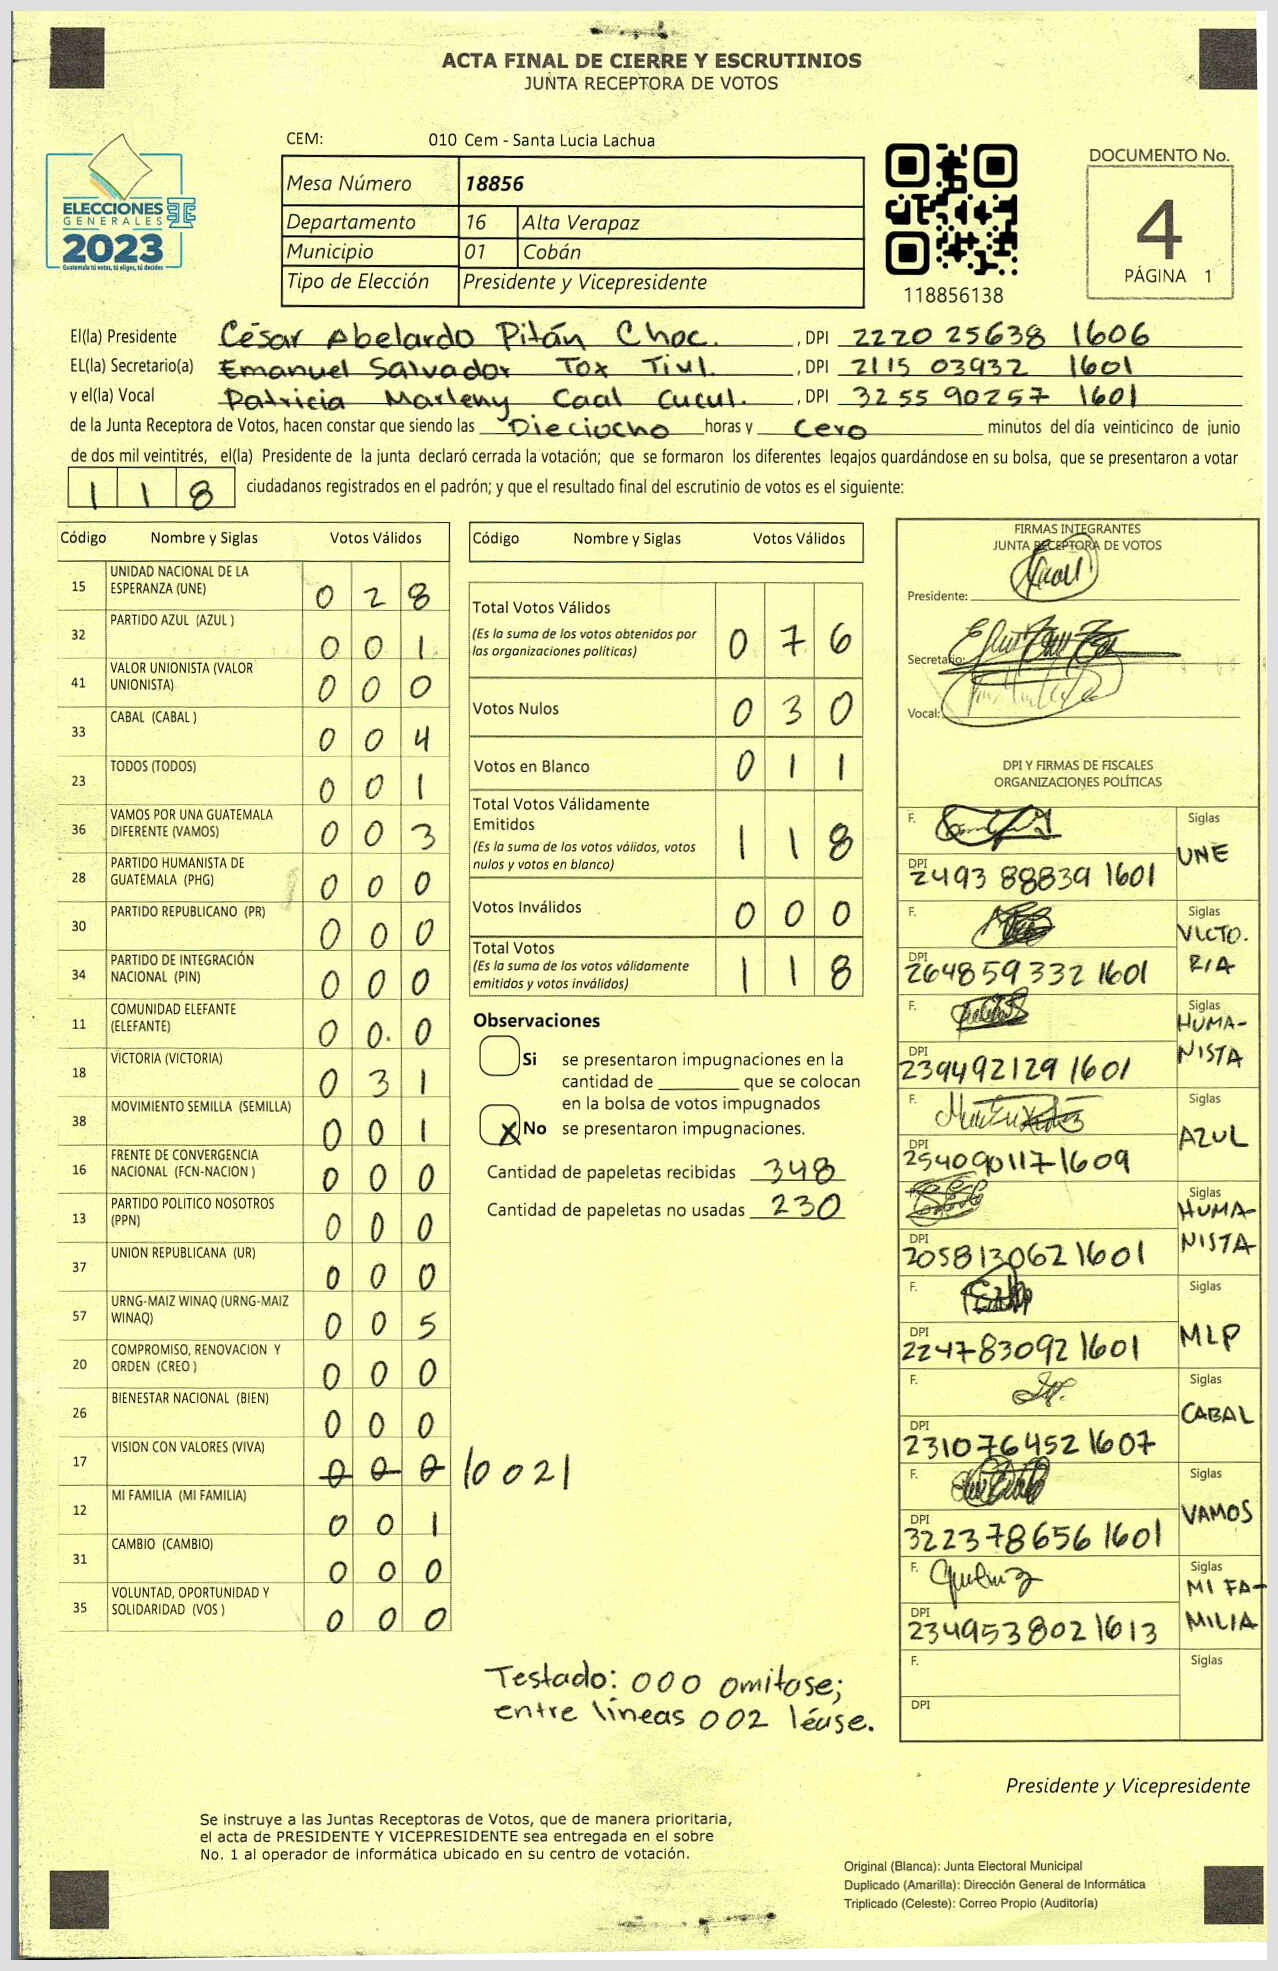 ACTA FINAL DE CIERRE Y ESCRUTINIOS
JUNTA RECEPTORA DE VOTOS
CEM: 010 Cem - Santa Lucia Lachua
ELECCIONES
GENERALES TSE
2023
Guatemala tú votas, tú eliges, tú decides
Mesa Número 18856
Departamento 16 Alta Verapaz
Municipio 01 Cobán
Tipo de Elección Presidente y Vicepresidente
118856138
DOCUMENTO No.
4
PÁGINA 1
El(la) Presidente César Abelardo Pitán Choc. , DPI 2220 25638 1606
EL(la) Secretario(a) Emanuel Salvador Tox Tiul. , DPI 2115 03932 1601
y el(la) Vocal Patricia Marleny Caal Cucul. , DPI 3255 90257 1601
de la Junta Receptora de Votos, hacen constar que siendo las Dieciocho horas y Cero minutos del día veinticinco de junio
de dos mil veintitrés, el(la) Presidente de la junta declaró cerrada la votación; que se formaron los diferentes legajos guardándose en su bolsa, que se presentaron a votar
118 ciudadanos registrados en el padrón; y que el resultado final del escrutinio de votos es el siguiente:
Código Nombre y Siglas Votos Válidos
15 UNIDAD NACIONAL DE LA ESPERANZA (UNE) 0 2 8
32 PARTIDO AZUL (AZUL ) 0 0 1
41 VALOR UNIONISTA (VALOR UNIONISTA) 0 0 0
33 CABAL (CABAL ) 0 0 4
23 TODOS (TODOS) 0 0 1
36 VAMOS POR UNA GUATEMALA DIFERENTE (VAMOS) 0 0 3
28 PARTIDO HUMANISTA DE GUATEMALA (PHG) 0 0 0
30 PARTIDO REPUBLICANO (PR) 0 0 0
34 PARTIDO DE INTEGRACIÓN NACIONAL (PIN) 0 0 0
11 COMUNIDAD ELEFANTE (ELEFANTE) 0 0. 0
18 VICTORIA (VICTORIA) 0 3 1
38 MOVIMIENTO SEMILLA (SEMILLA) 0 0 1
16 FRENTE DE CONVERGENCIA NACIONAL (FCN-NACION ) 0 0 0
13 PARTIDO POLITICO NOSOTROS (PPN) 0 0 0
37 UNION REPUBLICANA (UR) 0 0 0
57 URNG-MAIZ WINAQ (URNG-MAIZ WINAQ) 0 0 5
20 COMPROMISO, RENOVACION Y ORDEN (CREO ) 0 0 0
26 BIENESTAR NACIONAL (BIEN) 0 0 0
17 VISION CON VALORES (VIVA) 0 0 0 /002/
12 MI FAMILIA (MI FAMILIA) 0 0 1
31 CAMBIO (CAMBIO) 0 0 0
35 VOLUNTAD, OPORTUNIDAD Y SOLIDARIDAD (VOS ) 0 0 0
Código Nombre y Siglas Votos Válidos
Total Votos Válidos 0 7 6
(Es la suma de los votos obtenidos por
las organizaciones políticas)
Votos Nulos 0 3 0
Votos en Blanco 0 1 1
Total Votos Válidamente
Emitidos 1 1 8
(Es la suma de los votos válidos, votos
nulos y votos en blanco)
Votos Inválidos 0 0 0
Total Votos 1 1 8
(Es la suma de los votos válidamente
emitidos y votos inválidos)
Observaciones
Si se presentaron impugnaciones en la
cantidad de ________ que se colocan
en la bolsa de votos impugnados
X No se presentaron impugnaciones.
Cantidad de papeletas recibidas 348
Cantidad de papeletas no usadas 230
Testado: 000 omitase;
entre líneas 002 léase.
FIRMAS INTEGRANTES
JUNTA RECEPTORA DE VOTOS
Presidente:
Secretario:
Vocal:
DPI Y FIRMAS DE FISCALES
ORGANIZACIONES POLÍTICAS
F. Siglas
UNE
DPI
2493 88839 1601
F. Siglas
VICTO.
RIA
DPI
264859332 1601
F. Siglas
HUMA-
NISTA
DPI
239492129 1601
F. Siglas
AZUL
DPI
254090117 1609
F. Siglas
HUMA-
NISTA
DPI
205813062 1601
F. Siglas
MLP
DPI
224783092 1601
F. Siglas
CABAL
DPI
231076452 1607
F. Siglas
VAMOS
DPI
322378656 1601
F. Siglas
MI FA-
MILIA
DPI
234953802 1613
F. Siglas
DPI
Presidente y Vicepresidente
Se instruye a las Juntas Receptoras de Votos, que de manera prioritaria,
el acta de PRESIDENTE Y VICEPRESIDENTE sea entregada en el sobre
No. 1 al operador de informática ubicado en su centro de votación.
Original (Blanca): Junta Electoral Municipal
Duplicado (Amarilla): Dirección General de Informática
Triplicado (Celeste): Correo Propio (Auditoría)